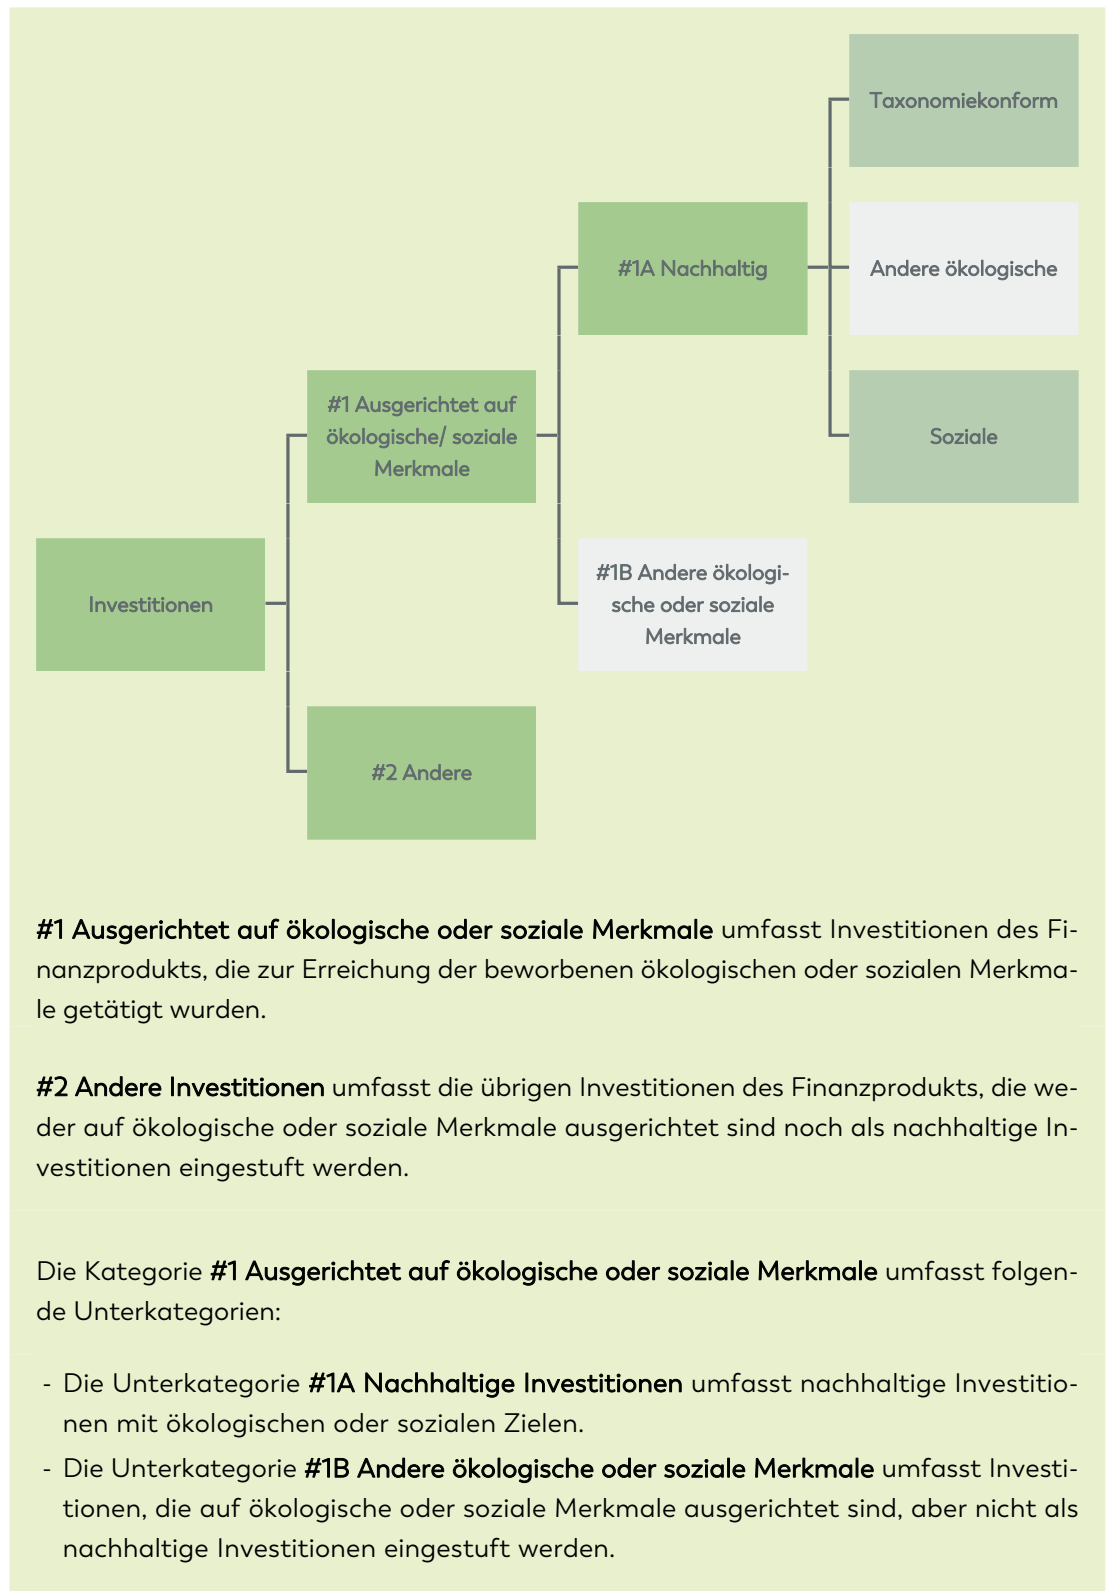 Taxonomiekonform
#1A Nachhaltig
Andere ökologische
#1 Ausgerichtet auf
ökologische/ soziale
Merkmale
Soziale
Investitionen
#1B Andere ökologi-
sche oder soziale
Merkmale
#2 Andere
#1 Ausgerichtet auf ökologische oder soziale Merkmale umfasst Investitionen des Fi-
nanzprodukts, die zur Erreichung der beworbenen ökologischen oder sozialen Merkma-
le getätigt wurden.
#2 Andere Investitionen umfasst die übrigen Investitionen des Finanzprodukts, die we-
der auf ökologische oder soziale Merkmale ausgerichtet sind noch als nachhaltige In-
vestitionen eingestuft werden.
Die Kategorie #1 Ausgerichtet auf ökologische oder soziale Merkmale umfasst folgen-
de Unterkategorien:
- Die Unterkategorie #1A Nachhaltige Investitionen umfasst nachhaltige Investitio-
nen mit ökologischen oder sozialen Zielen.
- Die Unterkategorie #1B Andere ökologische oder soziale Merkmale umfasst Investi-
tionen, die auf ökologische oder soziale Merkmale ausgerichtet sind, aber nicht als
nachhaltige Investitionen eingestuft werden.